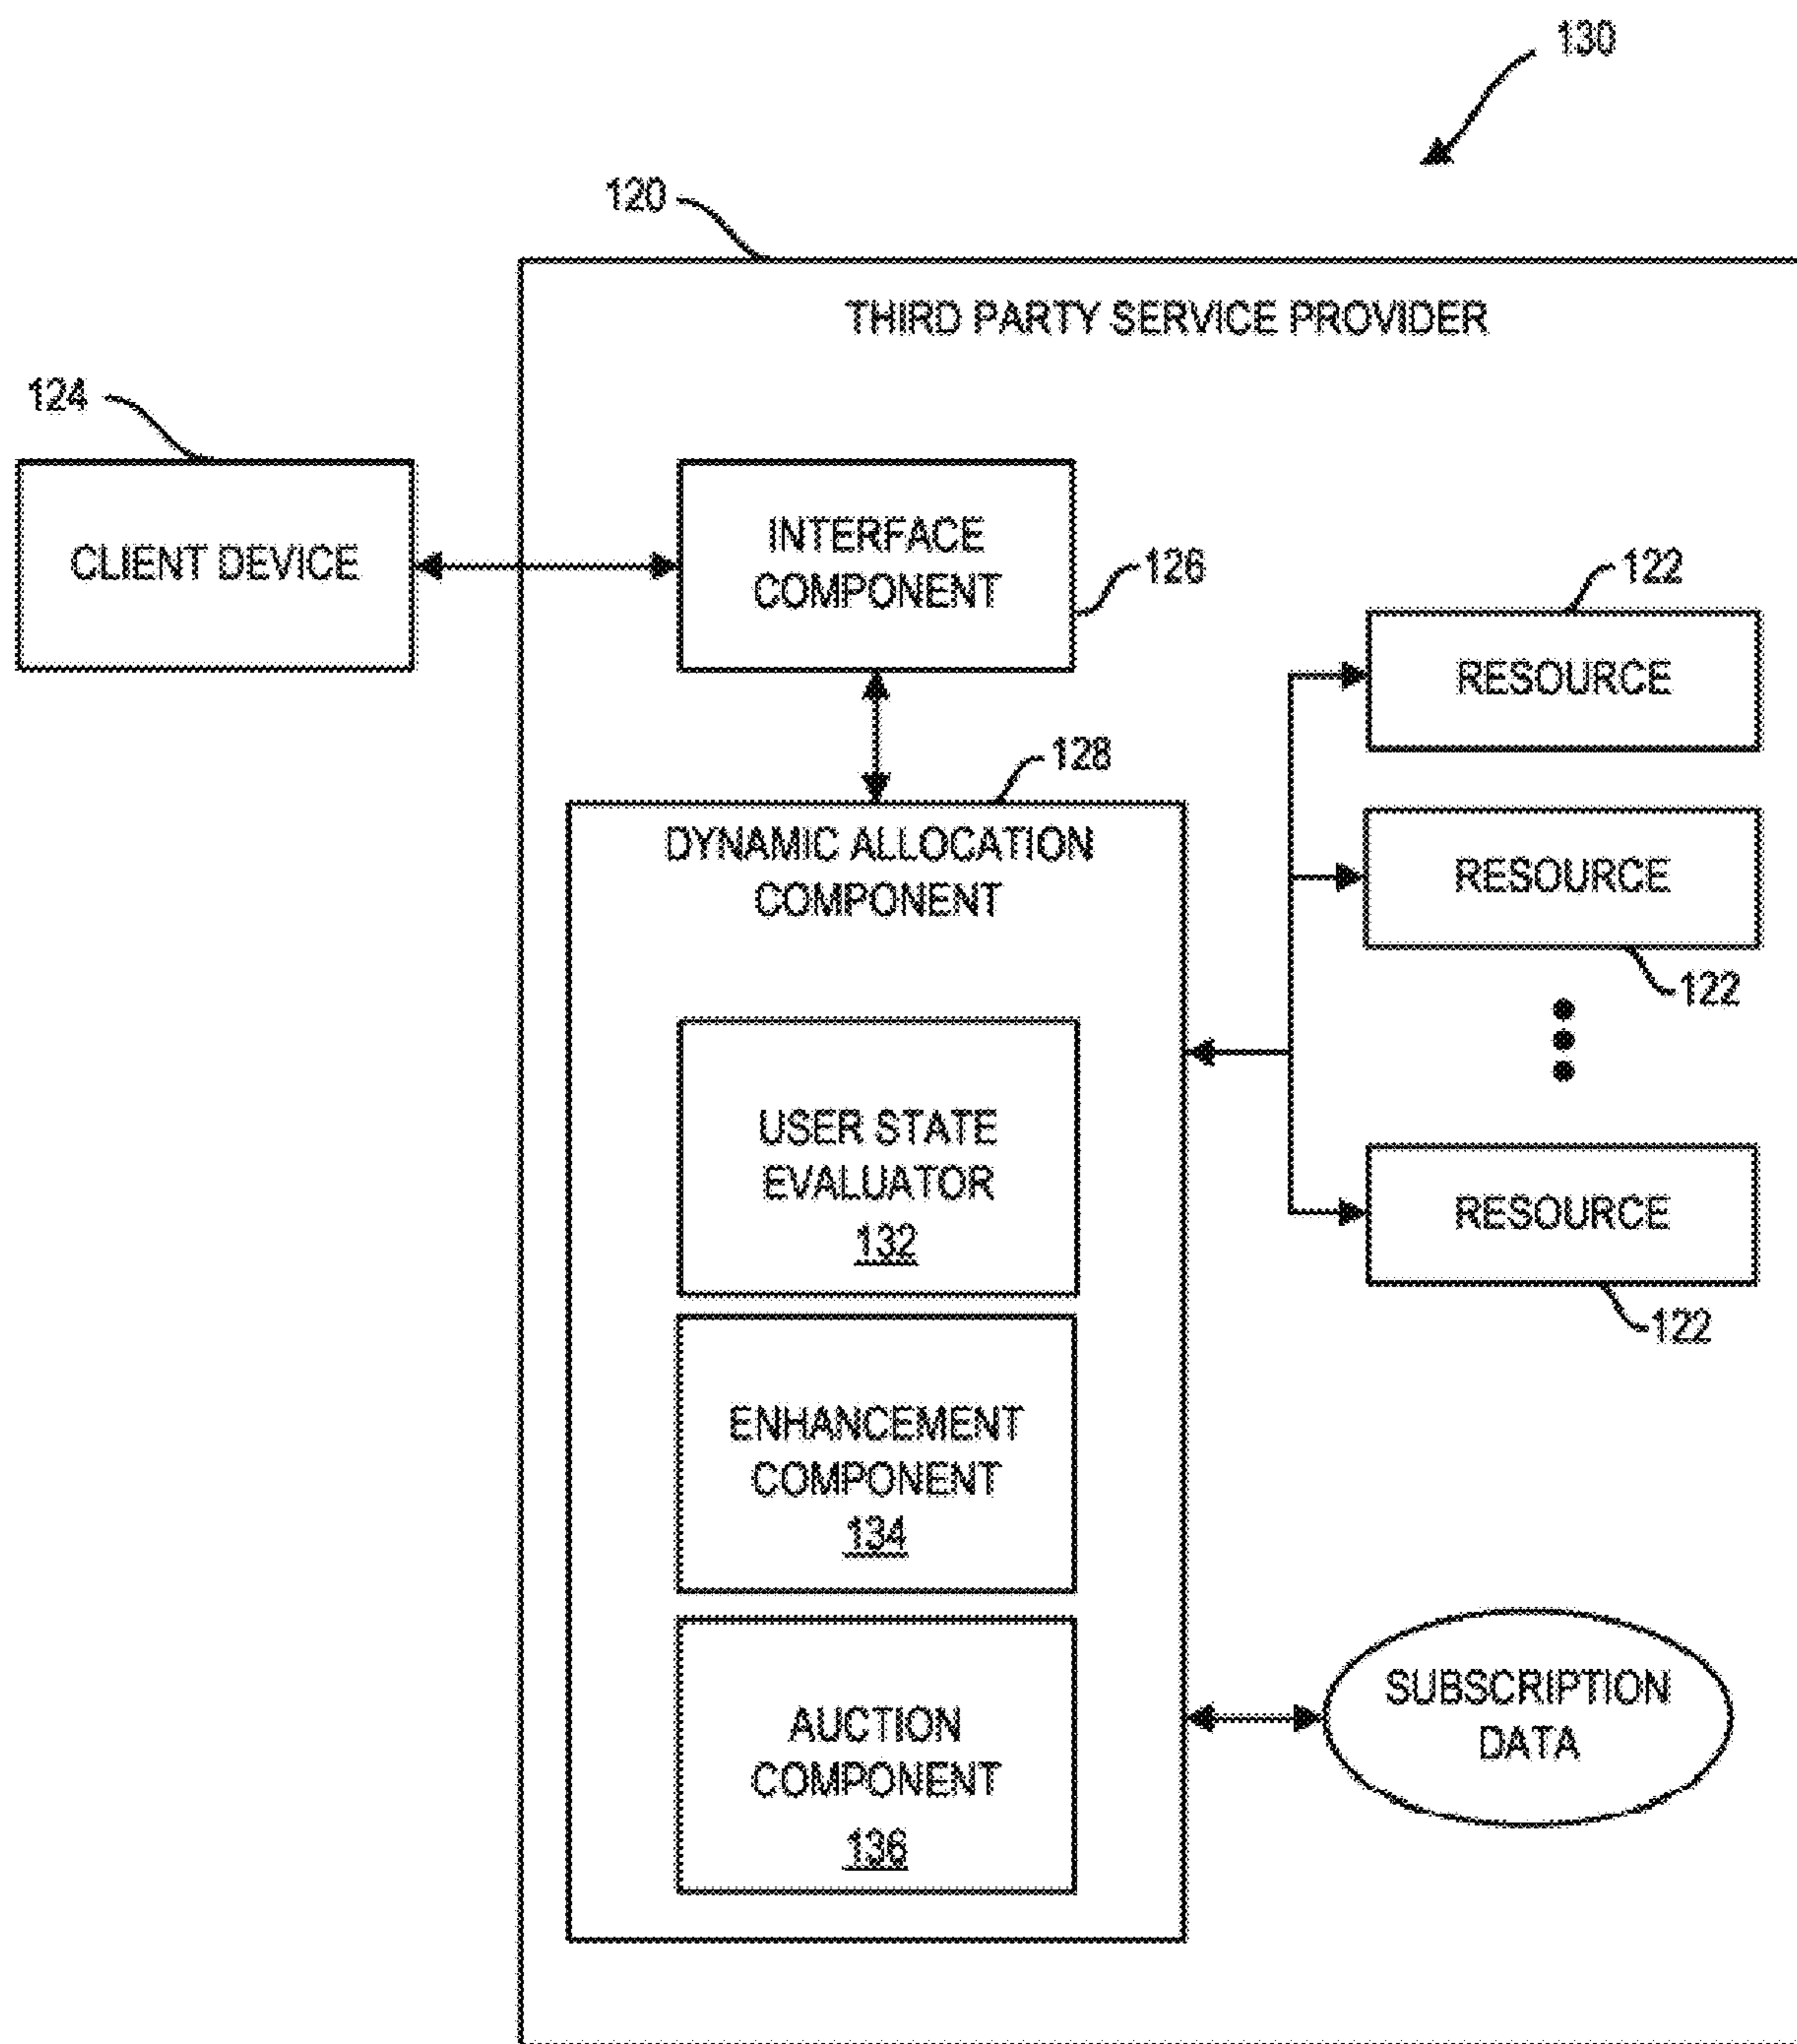 130
120
THIRD PARTY SERVICE PROVIDER
124
CLIENT DEVICE
INTERFACE
COMPONENT
126
122
RESOURCE
128
DYNAMIC ALLOCATION
COMPONENT
RESOURCE
122
USER STATE
EVALUATOR
132
RESOURCE
122
ENHANCEMENT
COMPONENT
134
AUCTION
COMPONENT
136
SUBSCRIPTION
DATA